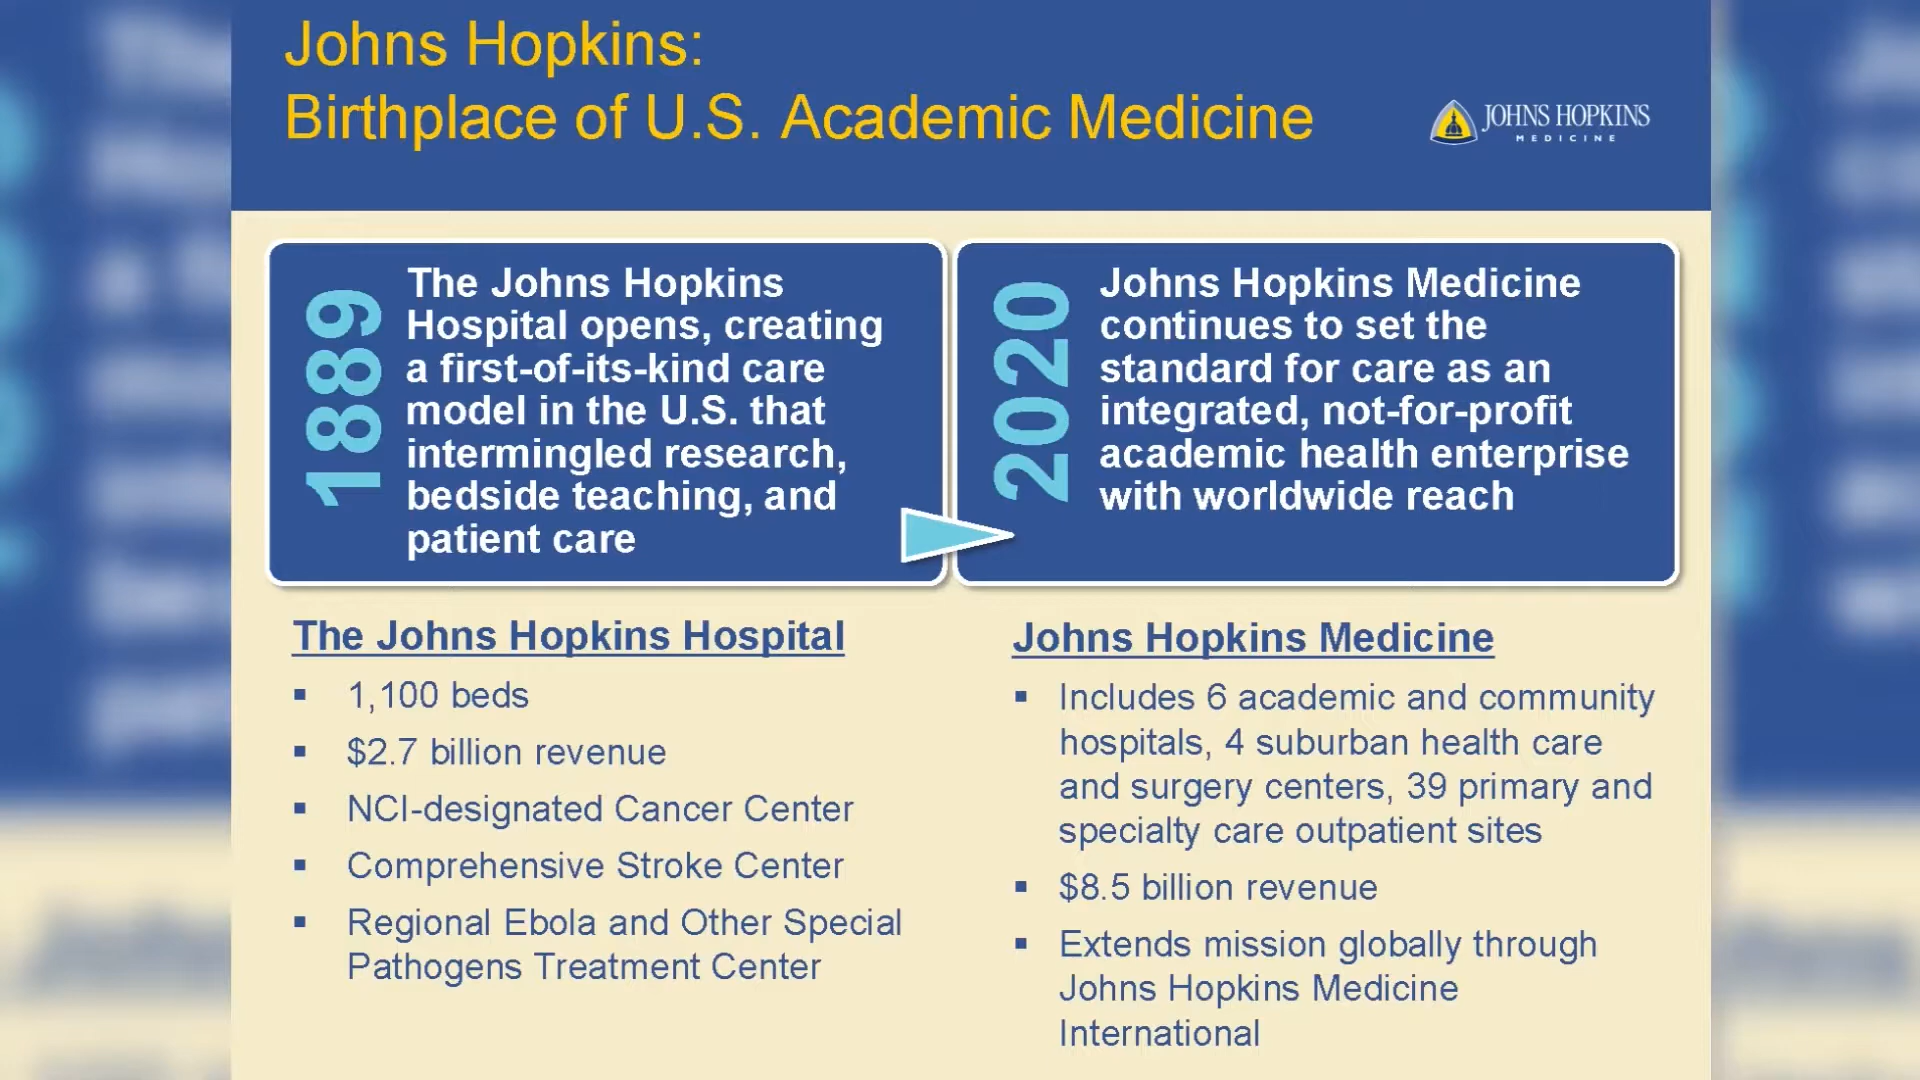 Johns Hopkins:
Birthplace of U.S. Academic Medicine
JOHNS HOPKINS
MEDICINE
1889
The Johns Hopkins
Hospital opens, creating
a first-of-its-kind care
model in the U.S. that
intermingled research,
bedside teaching, and
patient care
2020
Johns Hopkins Medicine
continues to set the
standard for care as an
integrated, not-for-profit
academic health enterprise
with worldwide reach
The Johns Hopkins Hospital
▪ 1,100 beds
▪ $2.7 billion revenue
▪ NCI-designated Cancer Center
▪ Comprehensive Stroke Center
▪ Regional Ebola and Other Special
Pathogens Treatment Center
Johns Hopkins Medicine
▪ Includes 6 academic and community
hospitals, 4 suburban health care
and surgery centers, 39 primary and
specialty care outpatient sites
▪ $8.5 billion revenue
▪ Extends mission globally through
Johns Hopkins Medicine
International